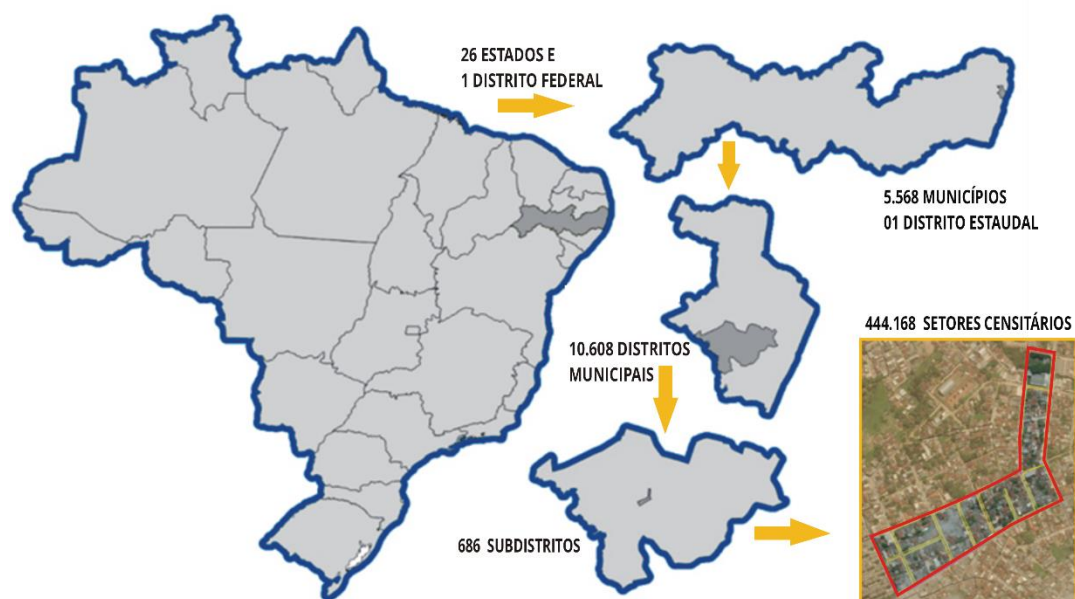 26 ESTADOS E
1 DISTRITO FEDERAL
5.568 MUNICÍPIOS
01 DISTRITO ESTAUDAL
444.168 SETORES CENSITÁRIOS
10.608 DISTRITOS
MUNICIPAIS
686 SUBDISTRITOS